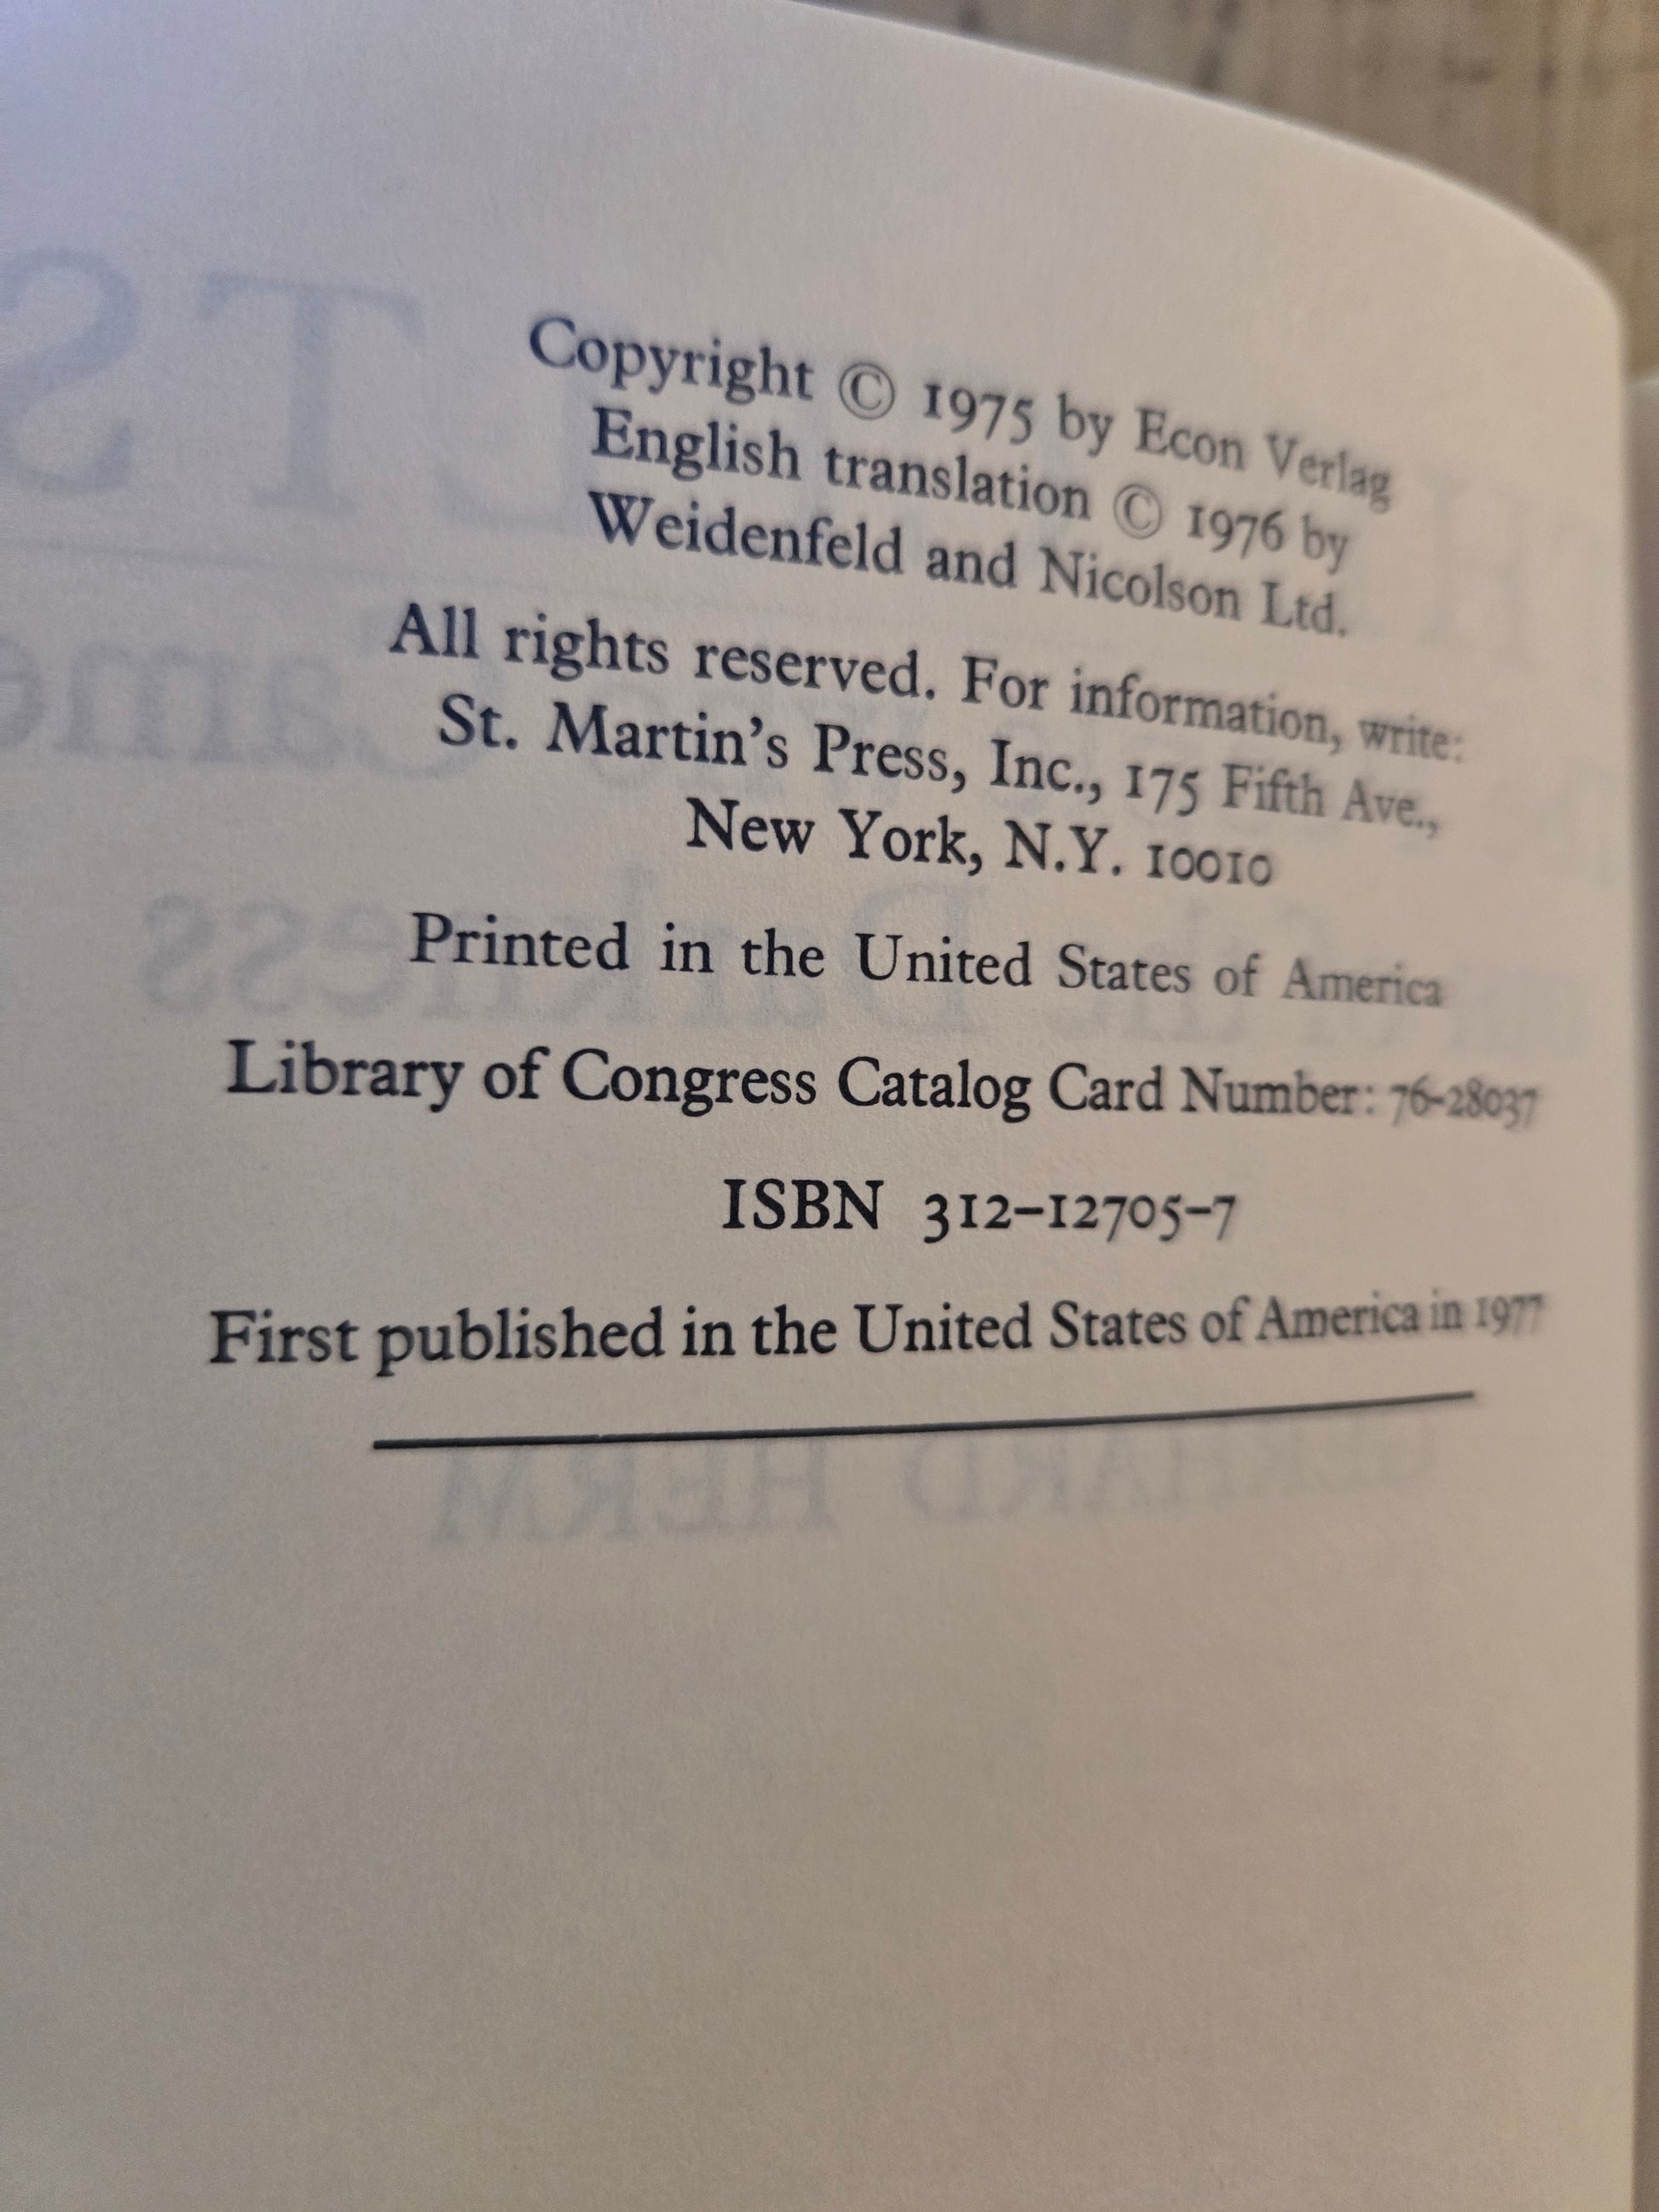 Copyright © 1975 by Econ Verlag
English translation © 1976 by
Weidenfeld and Nicolson Ltd.
All rights reserved. For information, write:
St. Martin's Press, Inc., 175 Fifth Ave.,
New York, N.Y. 10010
Printed in the United States of America
Library of Congress Catalog Card Number: 76-28037
ISBN 312-12705-7
First published in the United States of America in 1977
GERHARD HERM